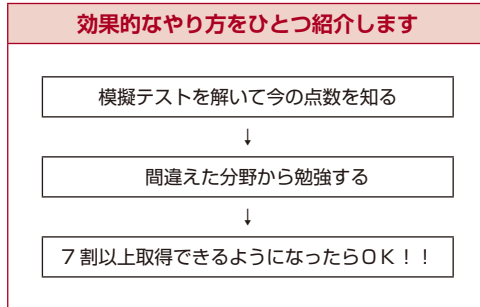 効果的なやり方をひとつ紹介します
模擬テストを解いて今の点数を知る
↓
間違えた分野から勉強する
↓
７割以上取得できるようになったらＯＫ！！